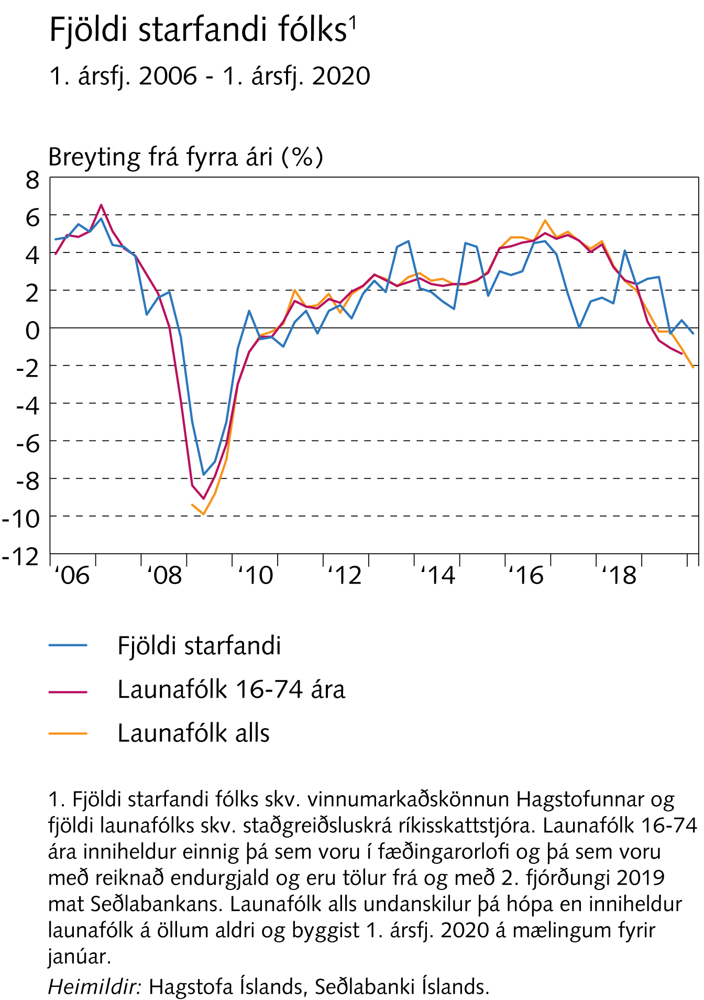 Fjöldi starfandi fólks¹
1. ársfj. 2006 - 1. ársfj. 2020
Breyting frá fyrra ári (%)
8
6
4
2
0
-2
-4
-6
-8
-10
-12
‘06 ‘08 ‘10 ‘12 ‘14 ‘16 ‘18
Fjöldi starfandi
Launafólk 16-74 ára
Launafólk alls
1. Fjöldi starfandi fólks skv. vinnumarkaðskönnun Hagstofunnar og
fjöldi launafólks skv. staðgreiðsluskrá ríkisskattstjóra. Launafólk 16-74
ára inniheldur einnig þá sem voru í fæðingarorlofi og þá sem voru
með reiknað endurgjald og eru tölur frá og með 2. fjórðungi 2019
mat Seðlabankans. Launafólk alls undanskilur þá hópa en inniheldur
launafólk á öllum aldri og byggist 1. ársfj. 2020 á mælingum fyrir
janúar.
Heimildir: Hagstofa Íslands, Seðlabanki Íslands.